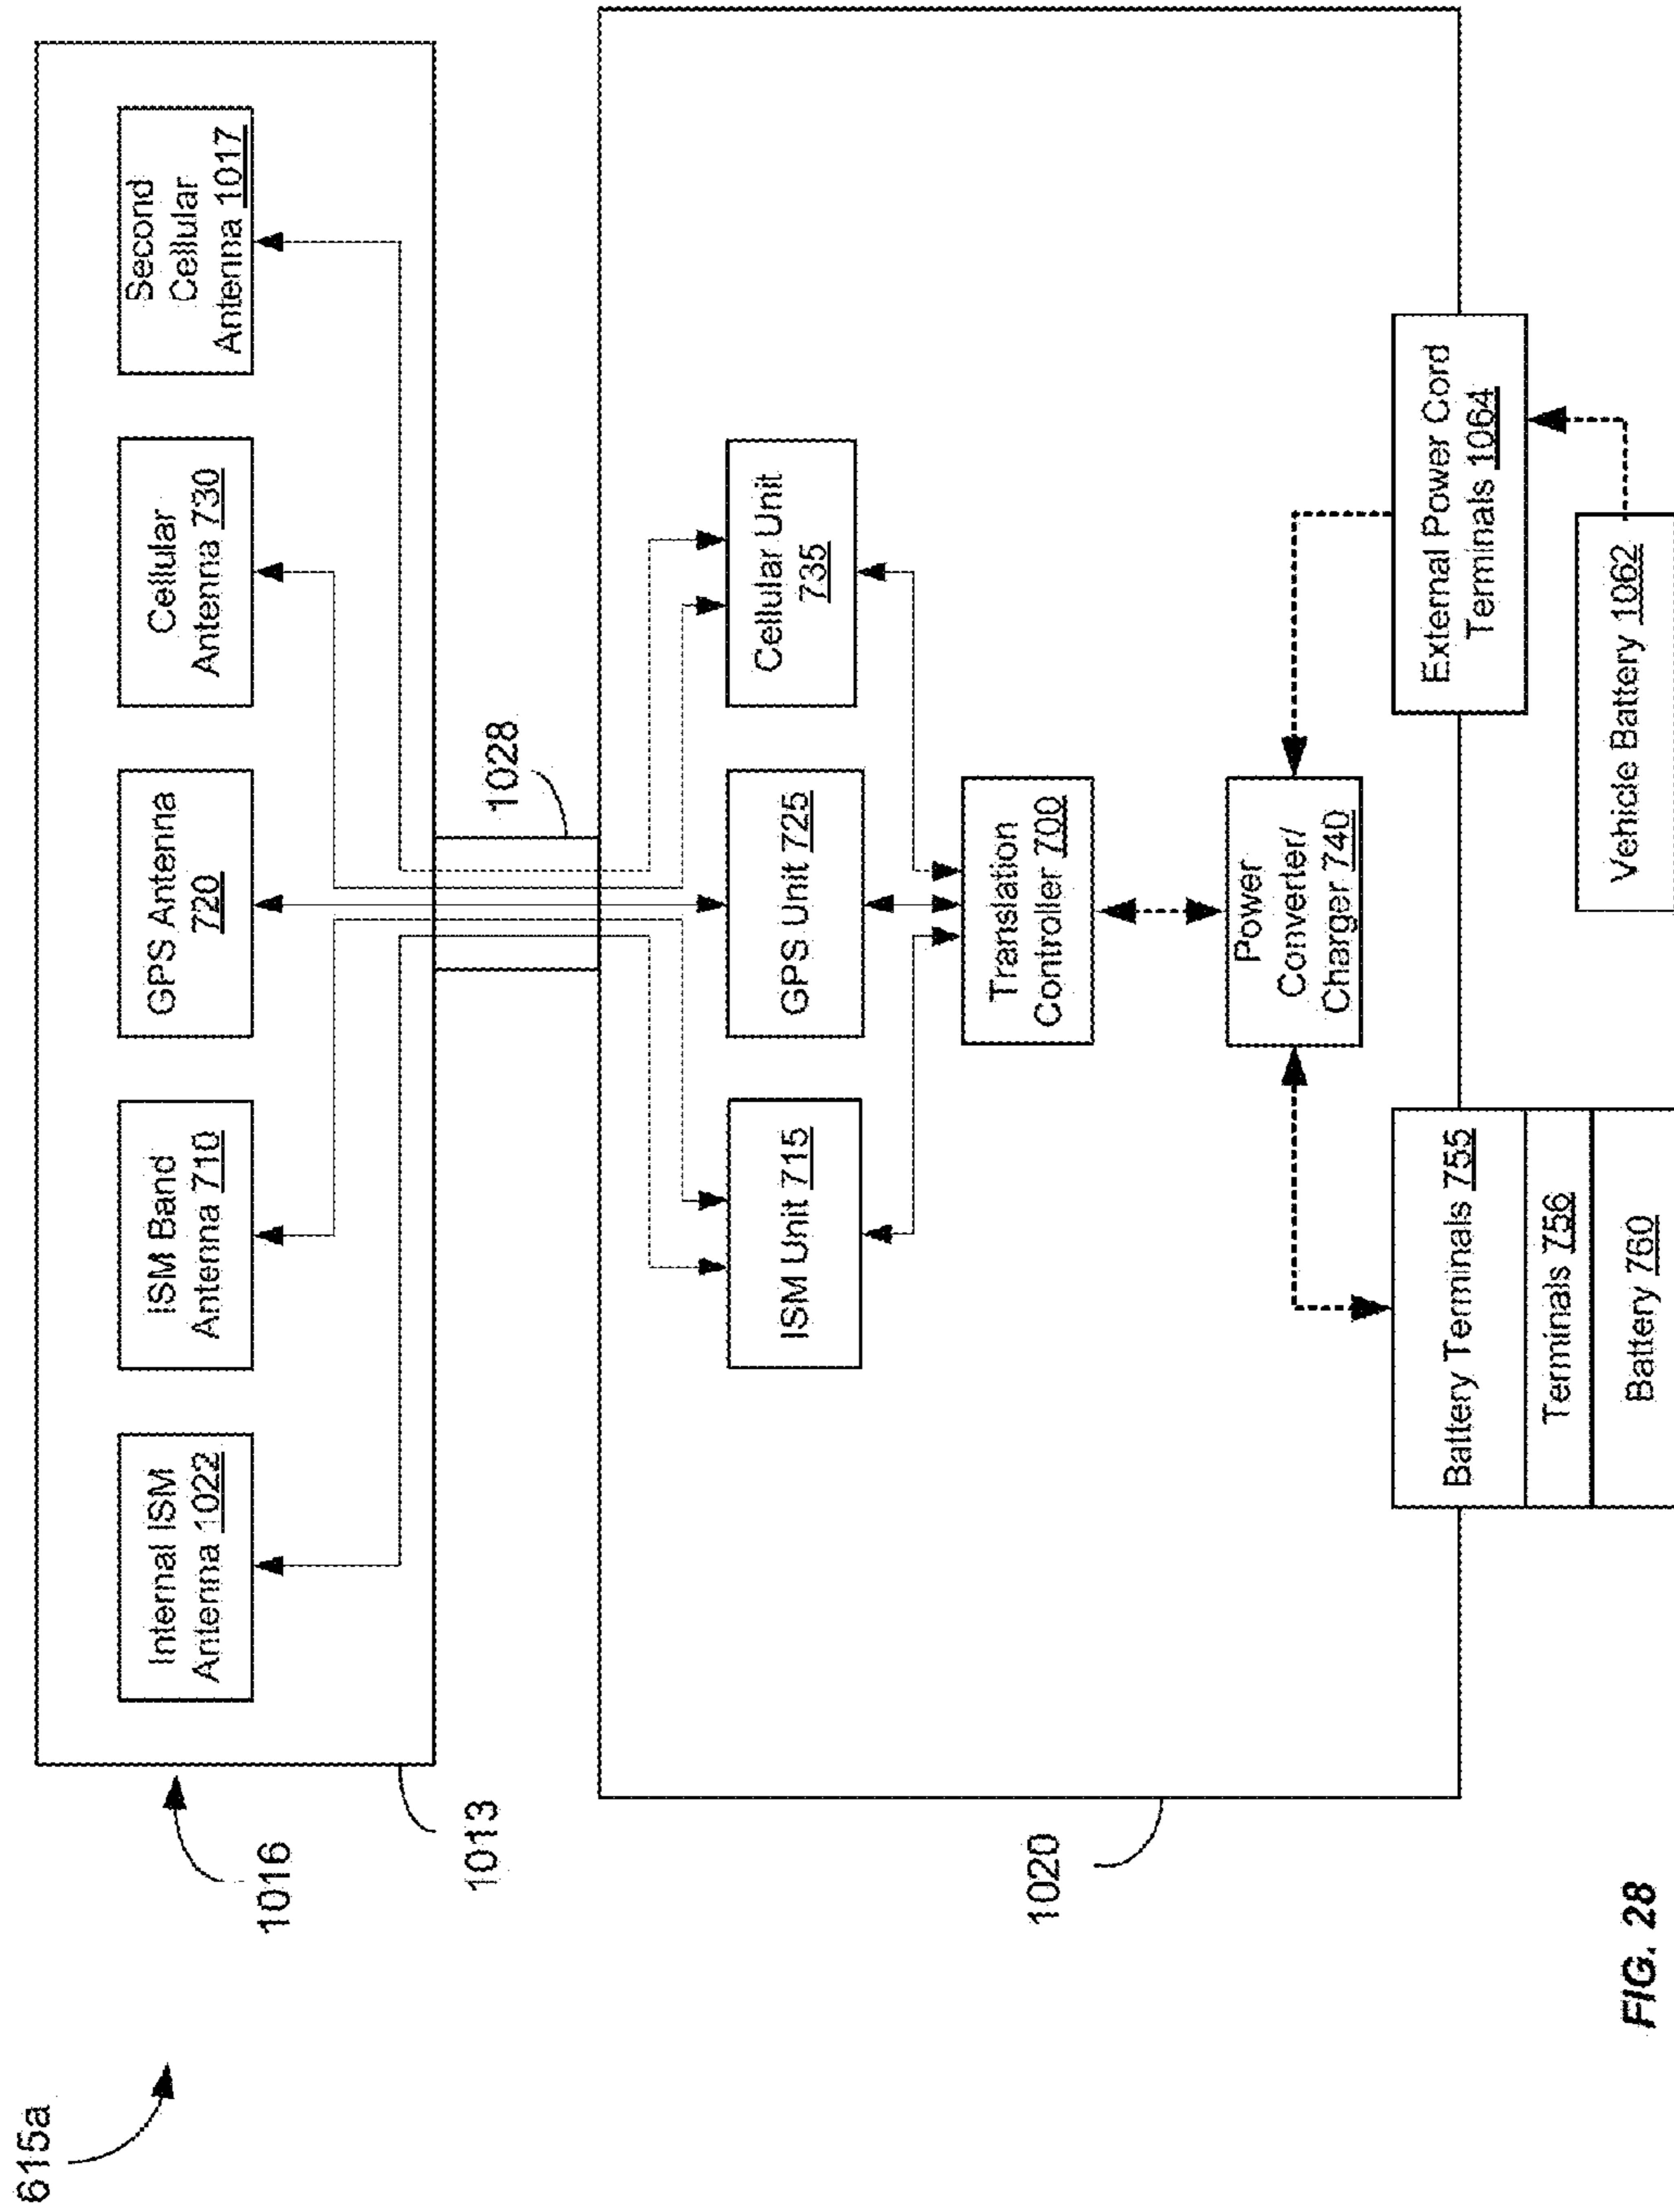 615a
1016
1013
Internal ISM
Antenna 1022
ISM Band
Antenna 710
GPS Antenna
720
Cellular
Antenna 730
Second
Cellular
Antenna 1017
1028
1020
ISM Unit 715
GPS Unit 725
Cellular Unit
735
Translation
Controller 700
Power
Converter/
Charger 740
Battery Terminals 755
Terminals 756
Battery 760
External Power Cord
Terminals 1064
Vehicle Battery 1062
FIG. 28